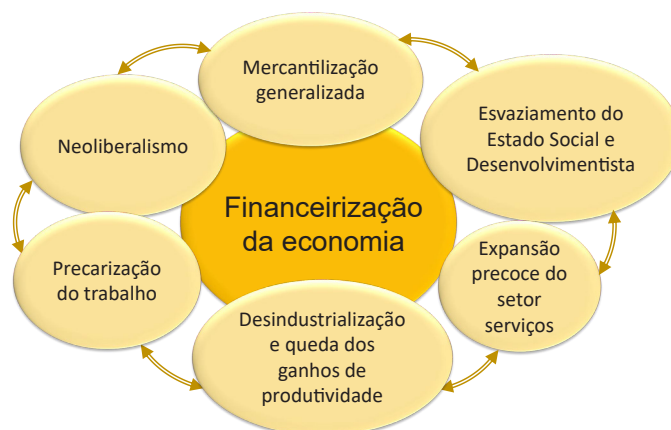 Mercantilização
generalizada
Esvaziamento do
Estado Social e
Desenvolvimentista
Neoliberalismo
Financeirização
da economia
Precarização
do trabalho
Expansão
precoce do
setor
serviços
Desindustrialização
e queda dos
ganhos de
produtividade